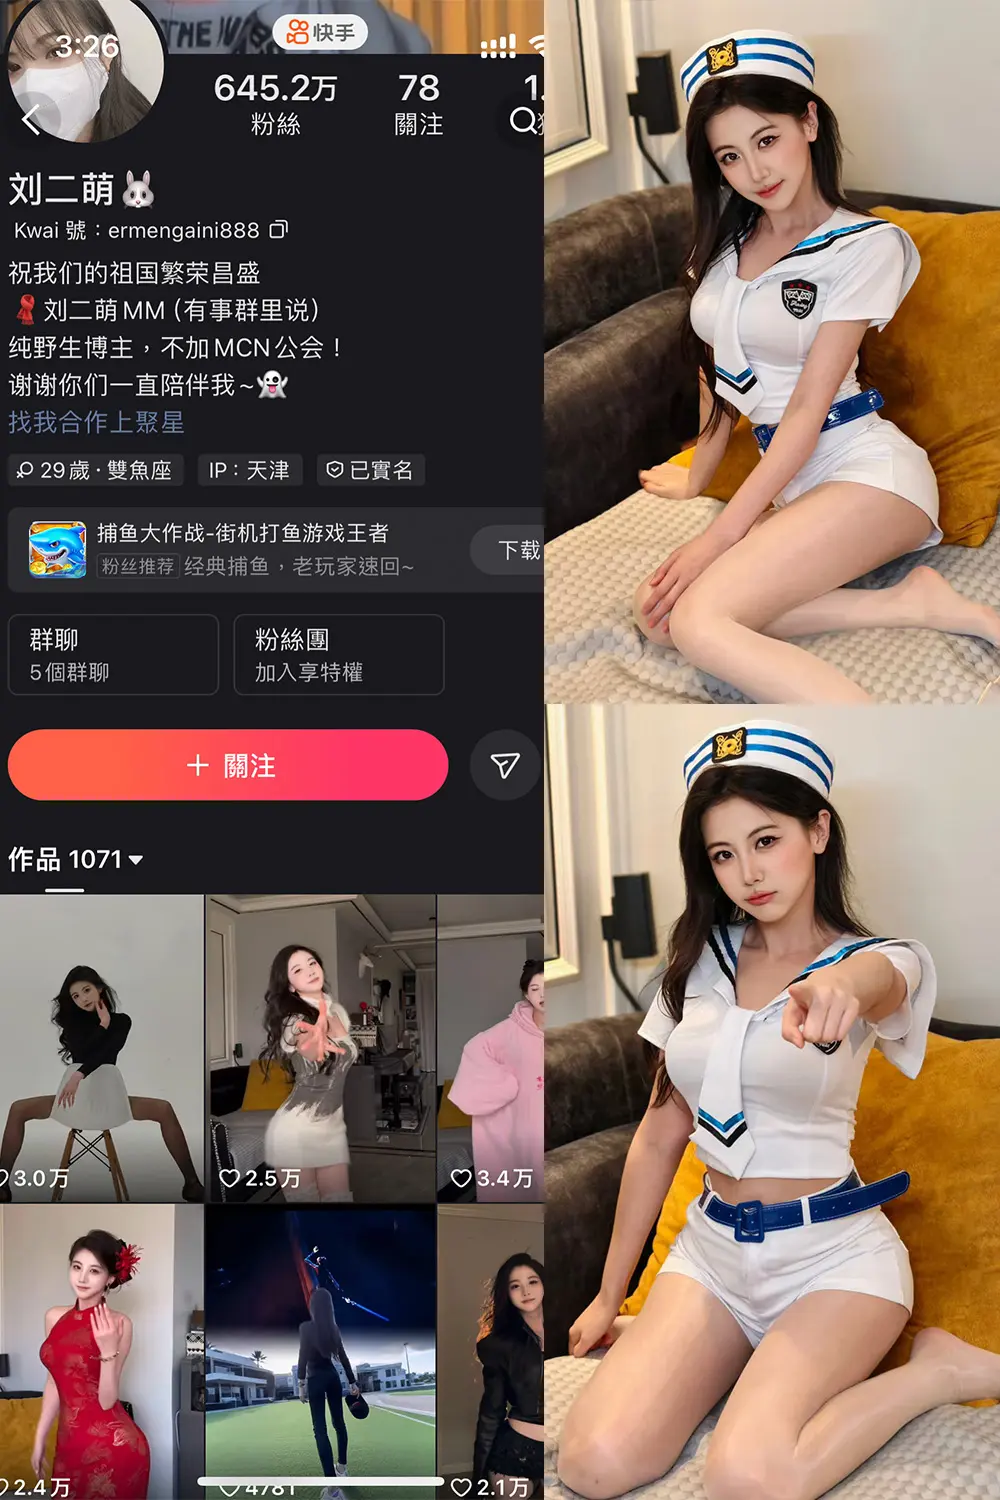 3:26
快手
645.2万
粉絲
78
關注
1.
刘二萌🐰
Kwai 號：ermengaini888
祝我们的祖国繁荣昌盛
🧣刘二萌MM（有事群里说）
纯野生博主，不加MCN公会！
谢谢你们一直陪伴我~👻
找我合作上聚星
29歲·雙魚座
IP：天津
已實名
捕鱼大作战-街机打鱼游戏王者
粉丝推荐 经典捕鱼，老玩家速回~
下载
群聊
5個群聊
粉絲團
加入享特權
＋ 關注
作品 1071
3.0万
2.5万
3.4万
2.4万
4781
2.1万